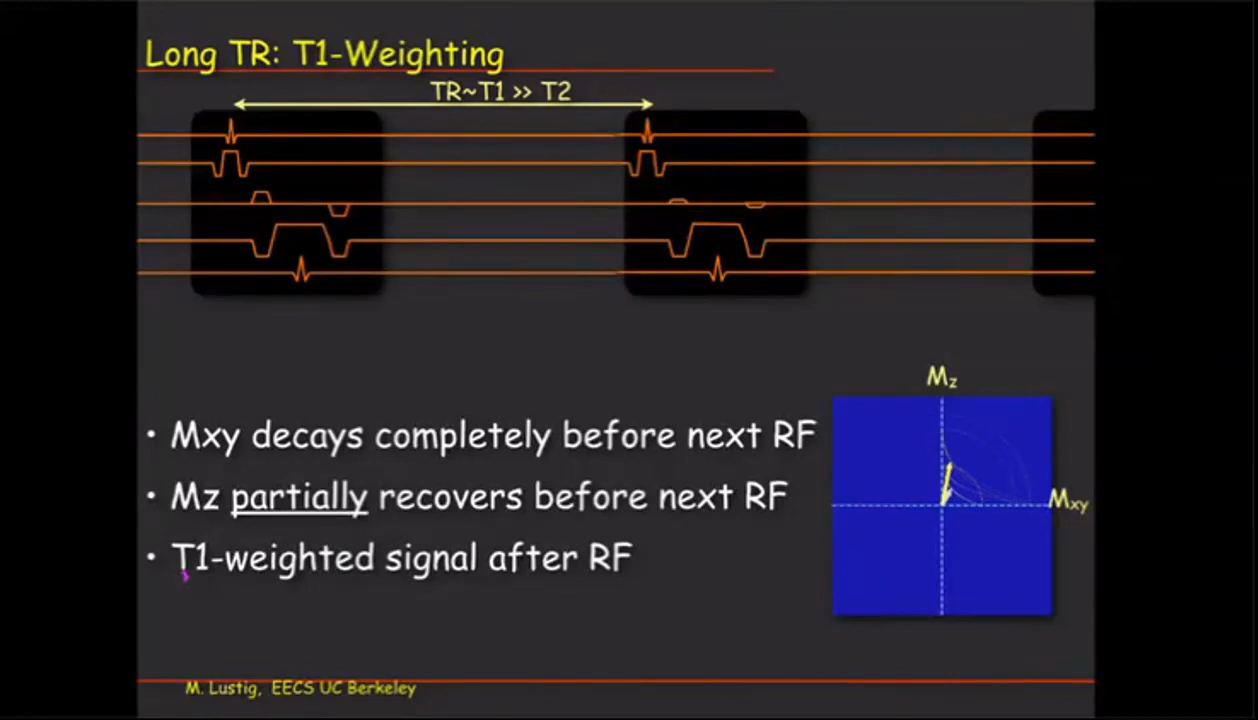 Long TR: T1-Weighting
TR~T1 >> T2
Mz
• Mxy decays completely before next RF
• Mz partially recovers before next RF
Mxy
• T1-weighted signal after RF
M. Lustig, EECS UC Berkeley